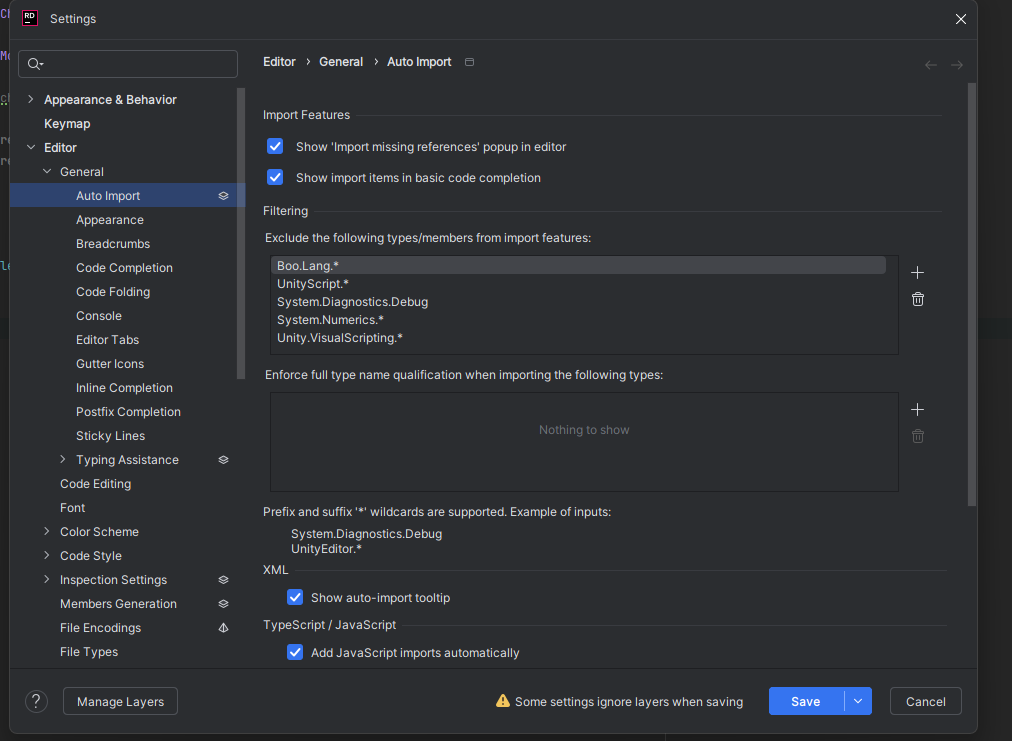 RD
Settings
Editor › General › Auto Import
Appearance & Behavior
Keymap
Editor
General
Auto Import
Appearance
Breadcrumbs
Code Completion
Code Folding
Console
Editor Tabs
Gutter Icons
Inline Completion
Postfix Completion
Sticky Lines
Typing Assistance
Code Editing
Font
Color Scheme
Code Style
Inspection Settings
Members Generation
File Encodings
File Types
Import Features
Show 'Import missing references' popup in editor
Show import items in basic code completion
Filtering
Exclude the following types/members from import features:
Boo.Lang.*
UnityScript.*
System.Diagnostics.Debug
System.Numerics.*
Unity.VisualScripting.*
Enforce full type name qualification when importing the following types:
Nothing to show
Prefix and suffix '*' wildcards are supported. Example of inputs:
System.Diagnostics.Debug
UnityEditor.*
XML
Show auto-import tooltip
TypeScript / JavaScript
Add JavaScript imports automatically
?
Manage Layers
Some settings ignore layers when saving
Save
Cancel